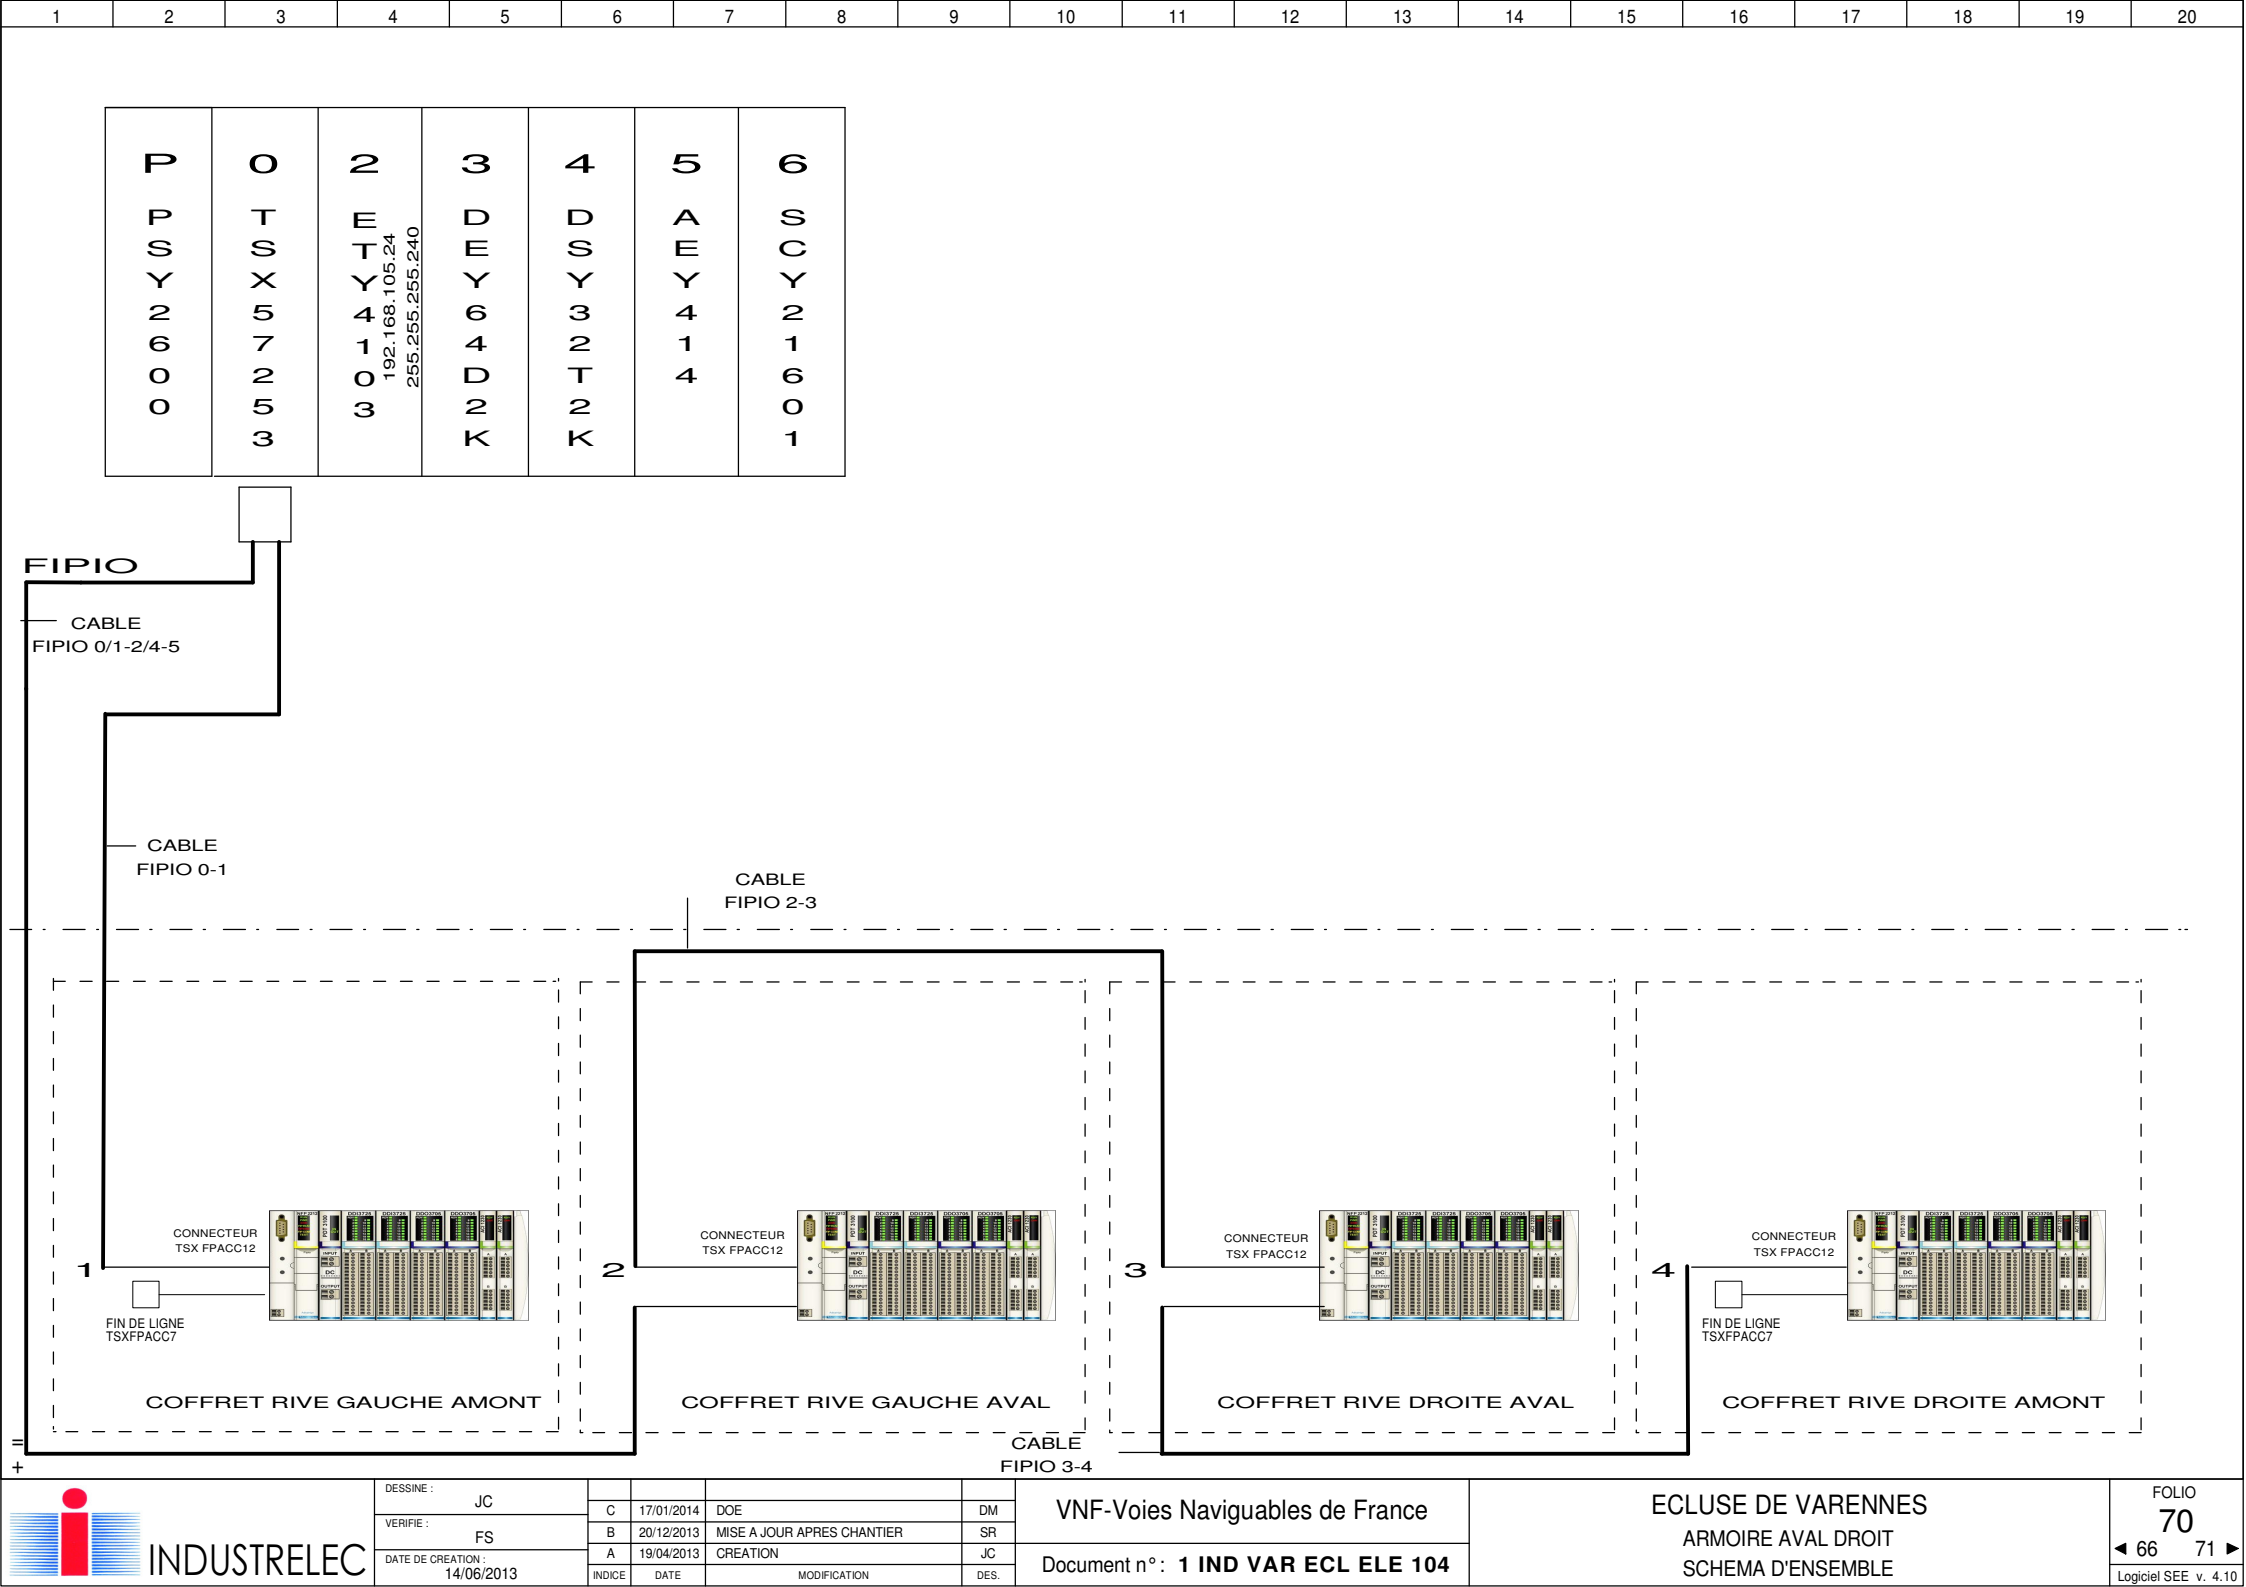 1 2 3 4 5 6 7 8 9 10 11 12 13 14 15 16 17 18 19 20
P 0 2 3 4 5 6
PSY2600
TSX57253
ETY4103
192.168.105.24
255.255.255.240
DEY64D2K
DSY32T2K
AEY414
SCY21601
FIPIO
CABLE
FIPIO 0/1-2/4-5
CABLE
FIPIO 0-1
CABLE
FIPIO 2-3
1
CONNECTEUR
TSX FPACC12
FIN DE LIGNE
TSXFPACC7
COFFRET RIVE GAUCHE AMONT
2
CONNECTEUR
TSX FPACC12
COFFRET RIVE GAUCHE AVAL
3
CONNECTEUR
TSX FPACC12
COFFRET RIVE DROITE AVAL
4
CONNECTEUR
TSX FPACC12
FIN DE LIGNE
TSXFPACC7
COFFRET RIVE DROITE AMONT
CABLE
FIPIO 3-4
=
+
INDUSTRELEC
DESSINE :
JC
VERIFIE :
FS
DATE DE CREATION :
14/06/2013
C 17/01/2014 DOE DM
B 20/12/2013 MISE A JOUR APRES CHANTIER SR
A 19/04/2013 CREATION JC
INDICE DATE MODIFICATION DES.
VNF-Voies Naviguables de France
Document n° : 1 IND VAR ECL ELE 104
ECLUSE DE VARENNES
ARMOIRE AVAL DROIT
SCHEMA D'ENSEMBLE
FOLIO
70
66 71
Logiciel SEE v. 4.10